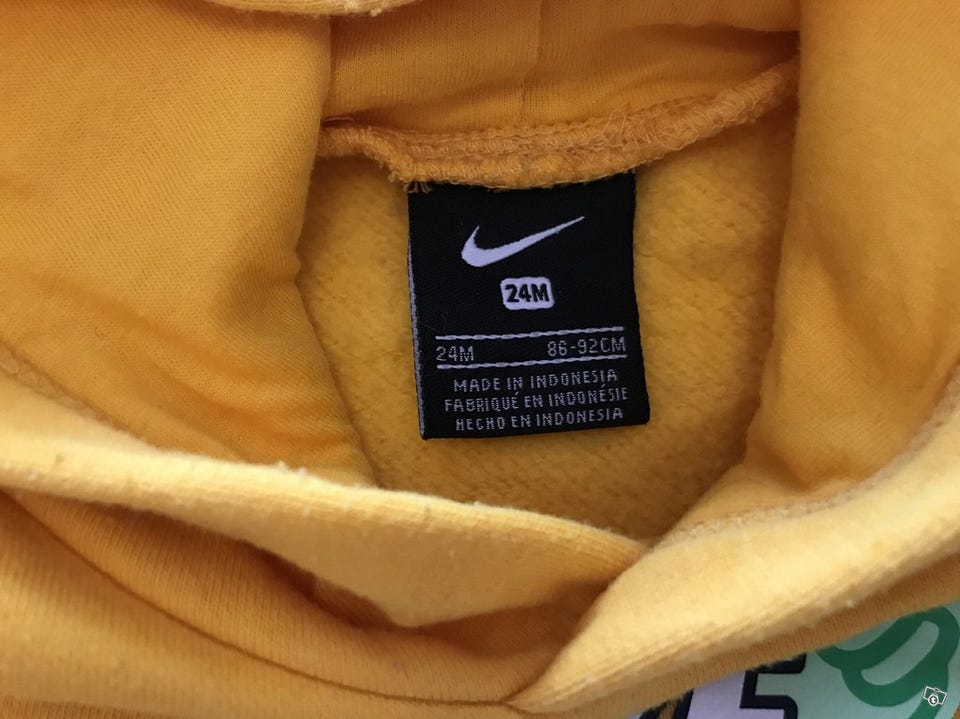 24M
24M 86-92CM
MADE IN INDONESIA
FABRIQUÉ EN INDONÉSIE
HECHO EN INDONESIA
E